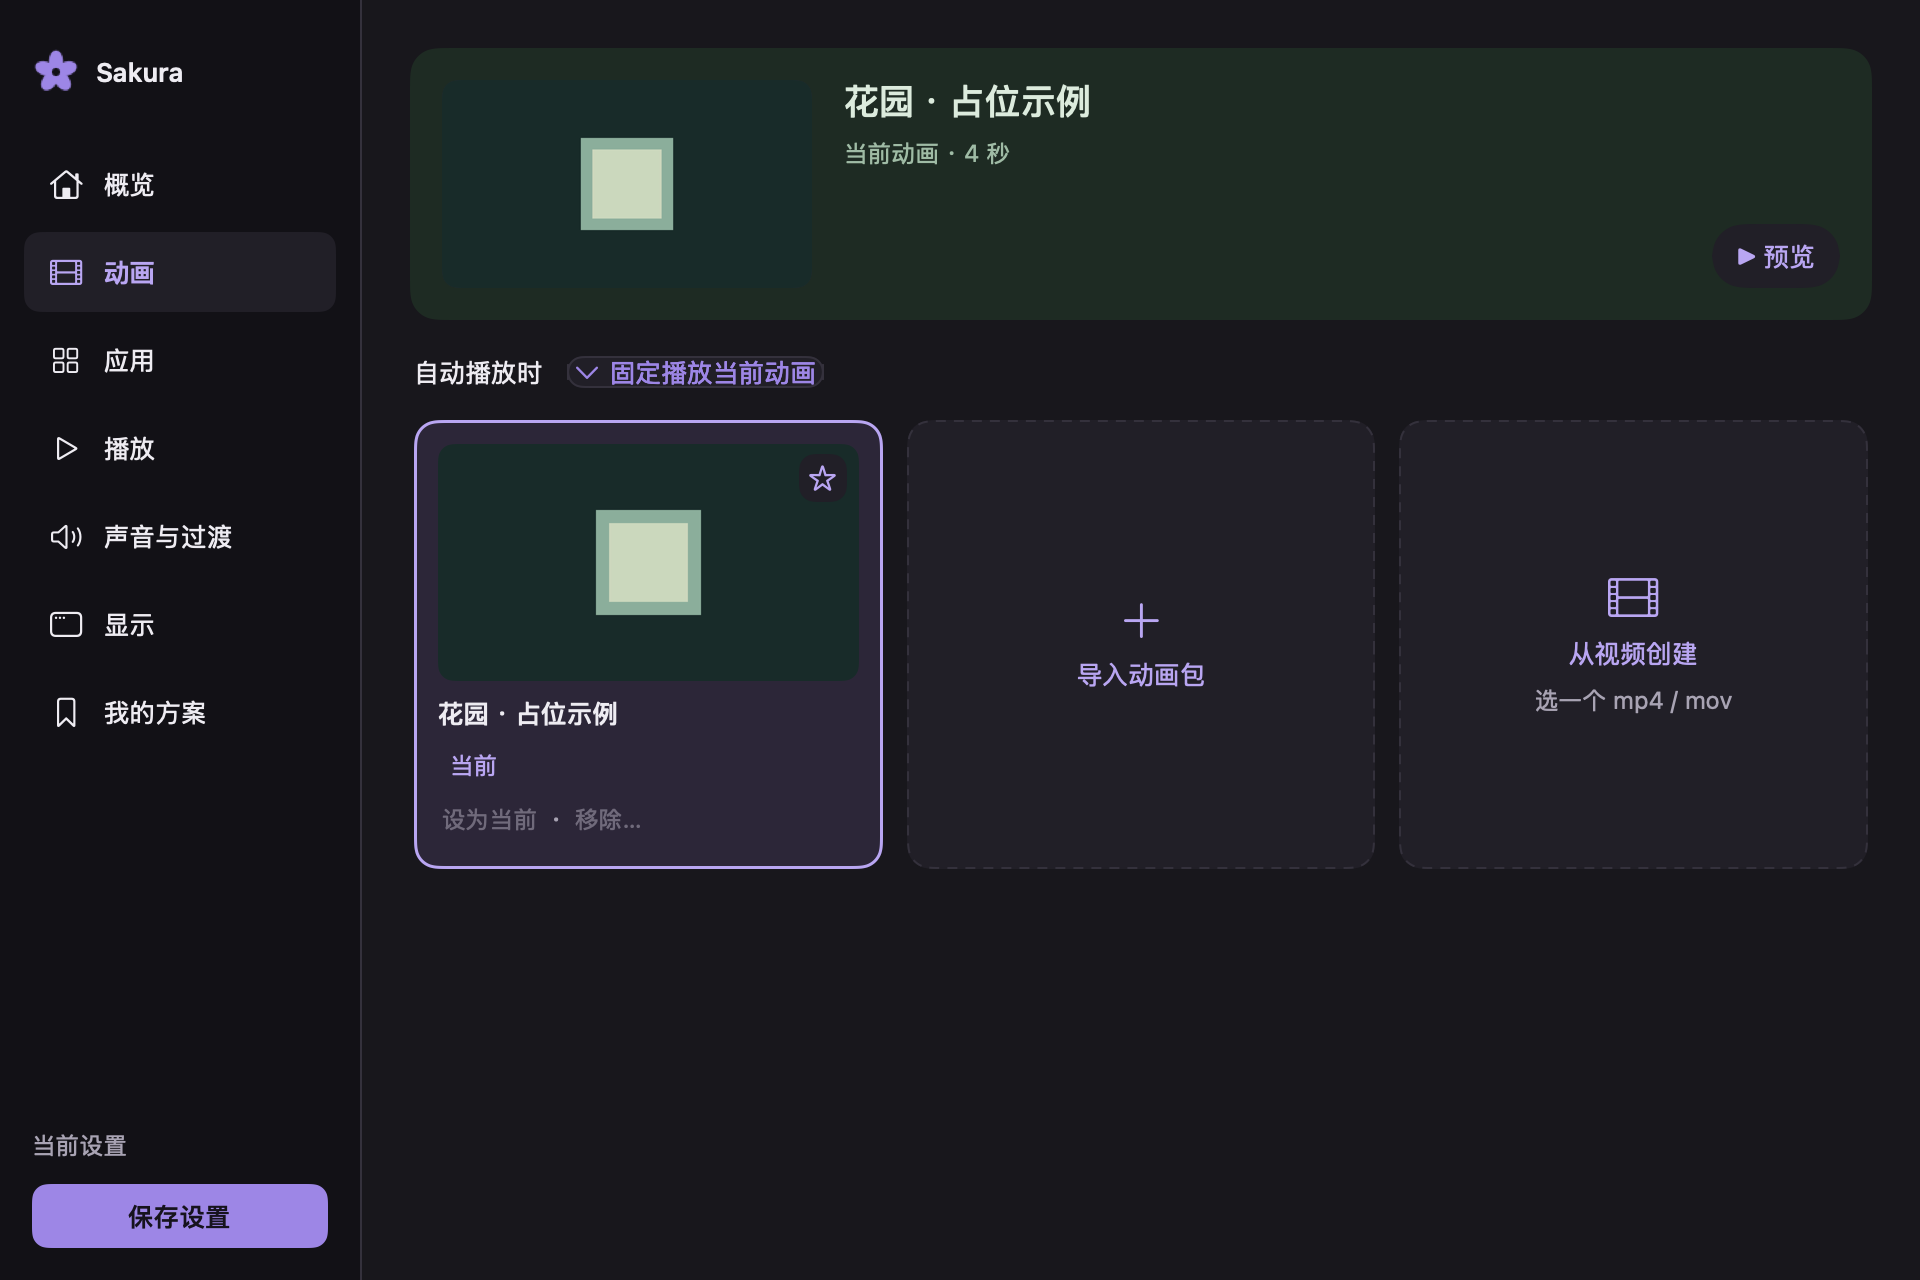 Sakura
概览
动画
应用
播放
声音与过渡
显示
我的方案
当前设置
保存设置
花园 · 占位示例
当前动画 · 4 秒
预览
自动播放时
固定播放当前动画
花园 · 占位示例
当前
设为当前 · 移除...
导入动画包
从视频创建
选一个 mp4 / mov